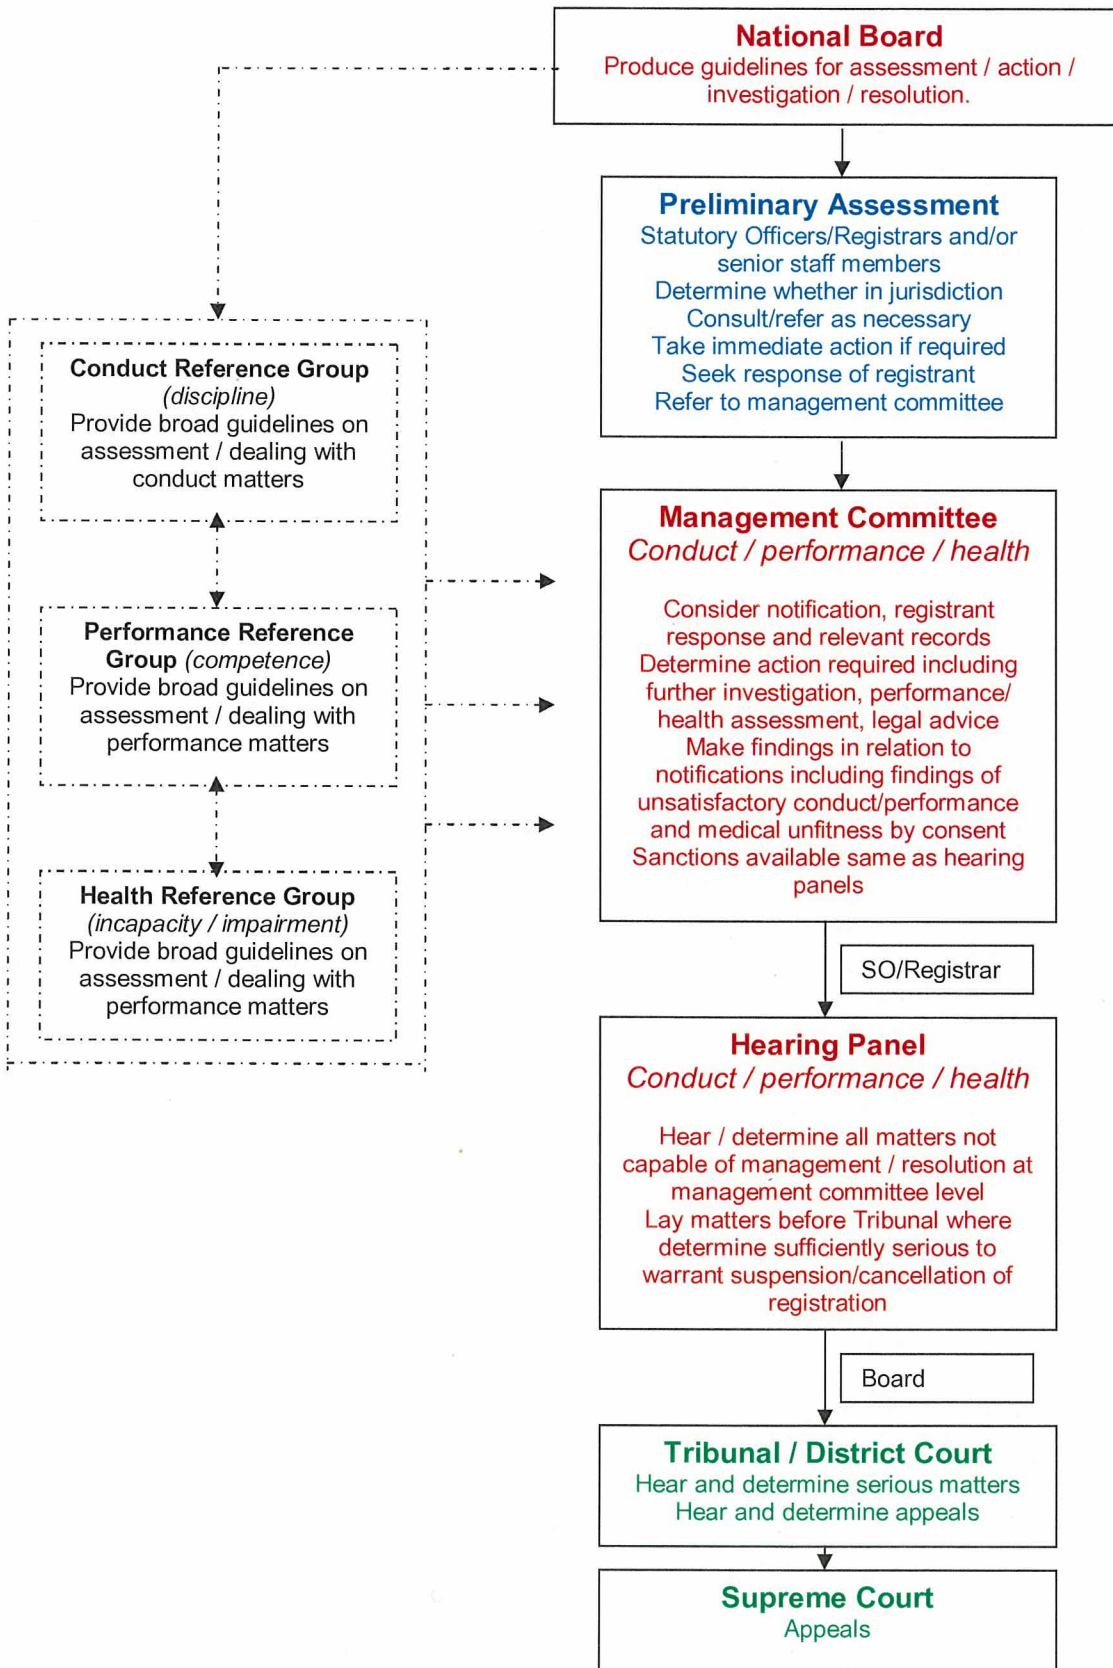 National Board
Produce guidelines for assessment / action /
investigation / resolution.
Preliminary Assessment
Statutory Officers/Registrars and/or
senior staff members
Determine whether in jurisdiction
Consult/refer as necessary
Take immediate action if required
Seek response of registrant
Refer to management committee
Conduct Reference Group
(discipline)
Provide broad guidelines on
assessment / dealing with
conduct matters
Performance Reference
Group (competence)
Provide broad guidelines on
assessment / dealing with
performance matters
Health Reference Group
(incapacity / impairment)
Provide broad guidelines on
assessment / dealing with
performance matters
Management Committee
Conduct / performance / health
Consider notification, registrant
response and relevant records
Determine action required including
further investigation, performance/
health assessment, legal advice
Make findings in relation to
notifications including findings of
unsatisfactory conduct/performance
and medical unfitness by consent
Sanctions available same as hearing
panels
SO/Registrar
Hearing Panel
Conduct / performance / health
Hear / determine all matters not
capable of management / resolution at
management committee level
Lay matters before Tribunal where
determine sufficiently serious to
warrant suspension/cancellation of
registration
Board
Tribunal / District Court
Hear and determine serious matters
Hear and determine appeals
Supreme Court
Appeals